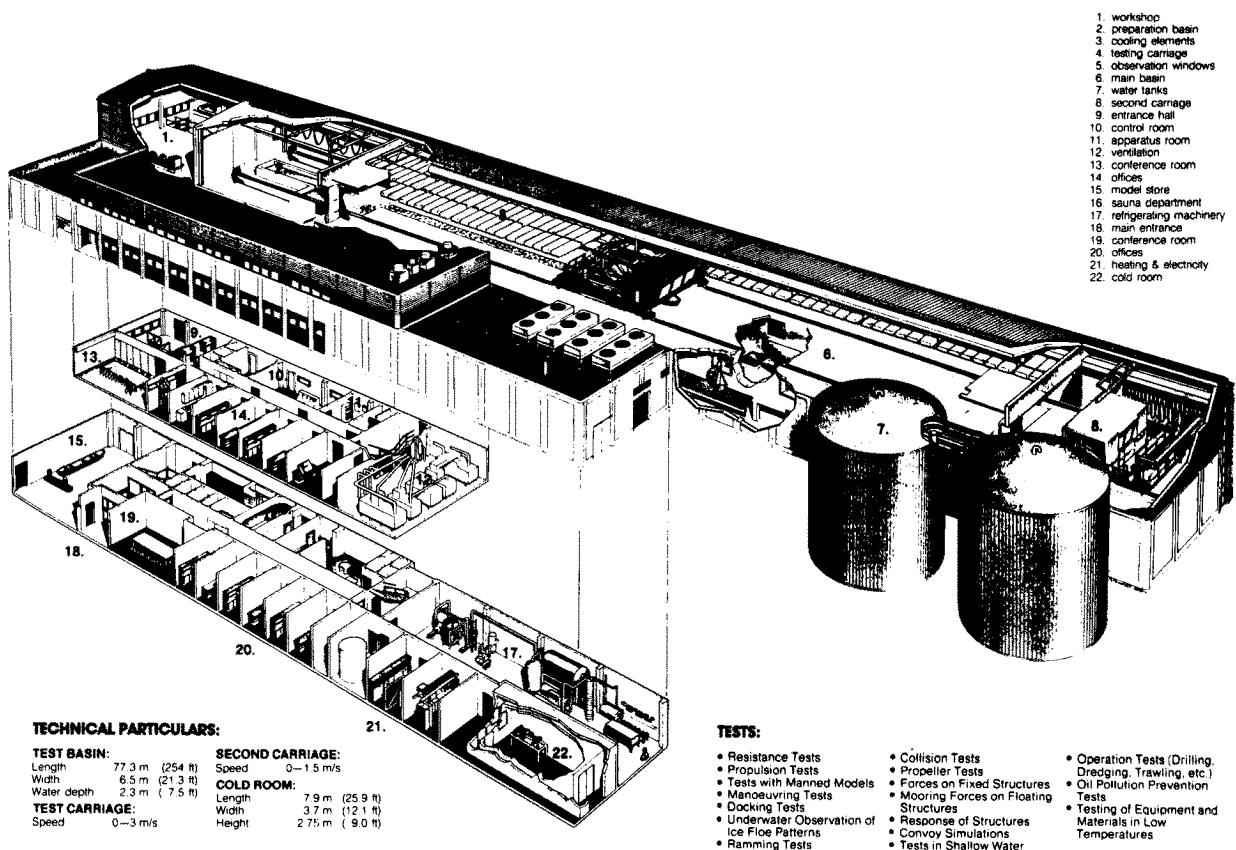 1. workshop
2. preparation basin
3. cooling elements
4. testing carriage
5. observation windows
6. main basin
7. water tanks
8. second carriage
9. entrance hall
10. control room
11. apparatus room
12. ventilation
13. conference room
14. offices
15. model store
16. sauna department
17. refrigerating machinery
18. main entrance
19. conference room
20. offices
21. heating & electricity
22. cold room
1.
9.
6.
13.
10.
14.
7.
8.
15.
12.
19.
18.
17.
20.
21.
22.
TECHNICAL PARTICULARS:
TEST BASIN:
Length 77.3 m (254 ft)
Width 6.5 m (21.3 ft)
Water depth 2.3 m ( 7.5 ft)
TEST CARRIAGE:
Speed 0—3 m/s
SECOND CARRIAGE:
Speed 0—1.5 m/s
COLD ROOM:
Length 7.9 m (25.9 ft)
Width 3.7 m (12.1 ft)
Height 2.75 m ( 9.0 ft)
TESTS:
• Resistance Tests
• Propulsion Tests
• Tests with Manned Models
• Manoeuvring Tests
• Docking Tests
• Underwater Observation of
Ice Floe Patterns
• Ramming Tests
• Collision Tests
• Propeller Tests
• Forces on Fixed Structures
• Mooring Forces on Floating
Structures
• Response of Structures
• Convoy Simulations
• Tests in Shallow Water
• Operation Tests (Drilling,
Dredging, Trawling, etc.)
• Oil Pollution Prevention
Tests
• Testing of Equipment and
Materials in Low
Temperatures